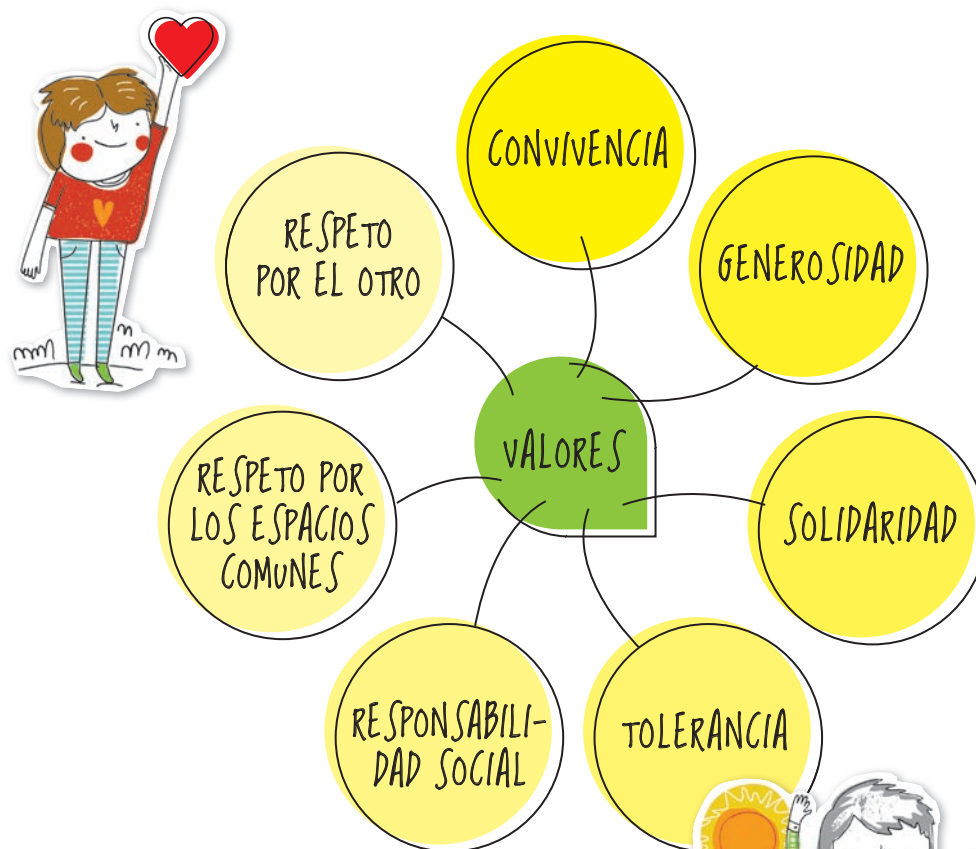 CONVIVENCIA
GENEROSIDAD
SOLIDARIDAD
TOLERANCIA
RESPONSABILI-
DAD SOCIAL
RESPETO POR
LOS ESPACIOS
COMUNES
RESPETO
POR EL OTRO
VALORES